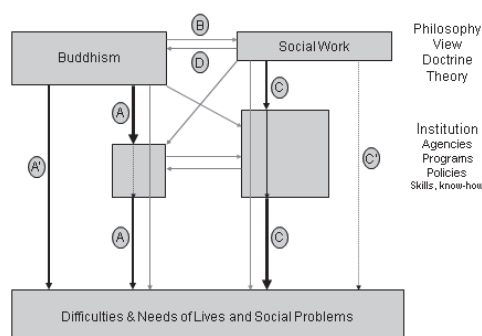 B
Philosophy
View
Doctrine
Theory
Buddhism
Social Work
D
A
C
Institution
Agencies
Programs
Policies
Skills, know-how
A'
C'
A
C
Difficulties & Needs of Lives and Social Problems